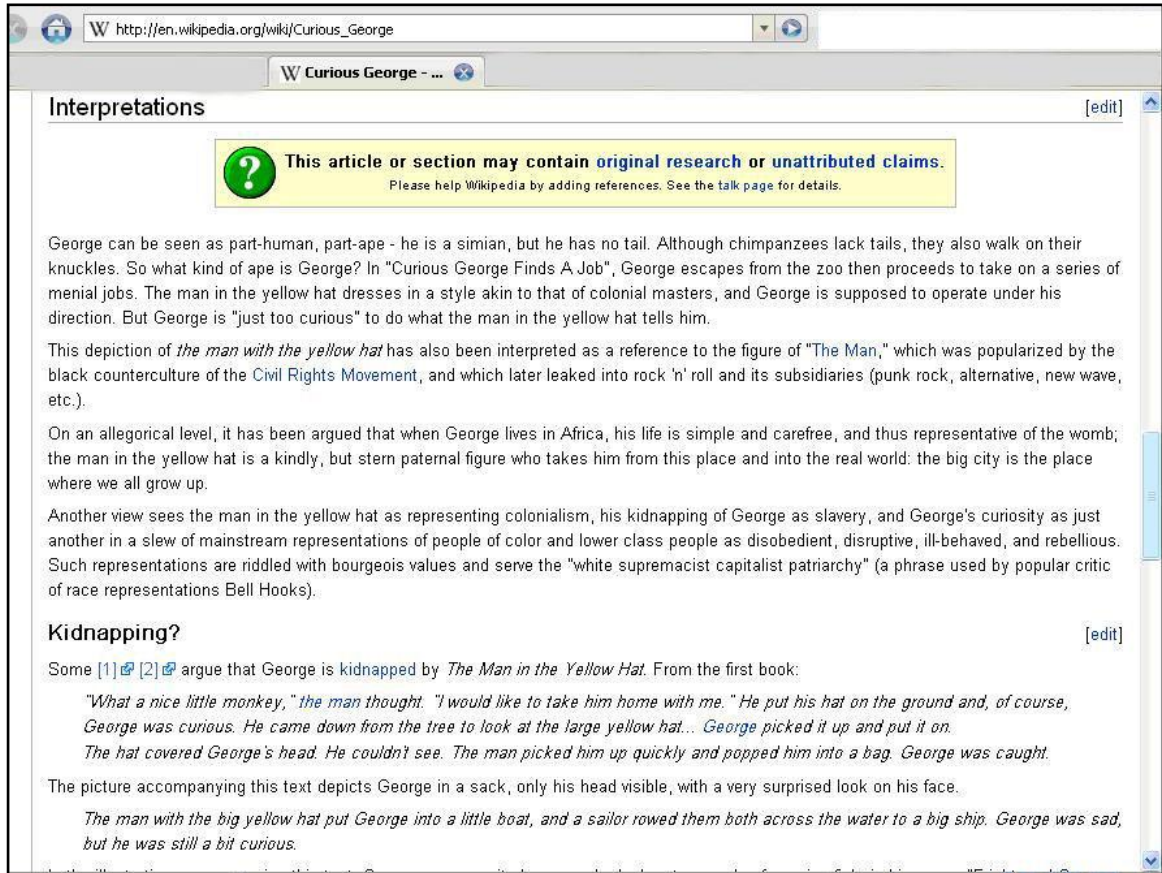 http://en.wikipedia.org/wiki/Curious_George
W Curious George - ...
Interpretations [edit]
This article or section may contain original research or unattributed claims.
Please help Wikipedia by adding references. See the talk page for details.
George can be seen as part-human, part-ape - he is a simian, but he has no tail. Although chimpanzees lack tails, they also walk on their
knuckles. So what kind of ape is George? In "Curious George Finds A Job", George escapes from the zoo then proceeds to take on a series of
menial jobs. The man in the yellow hat dresses in a style akin to that of colonial masters, and George is supposed to operate under his
direction. But George is "just too curious" to do what the man in the yellow hat tells him.
This depiction of the man with the yellow hat has also been interpreted as a reference to the figure of "The Man," which was popularized by the
black counterculture of the Civil Rights Movement, and which later leaked into rock 'n' roll and its subsidiaries (punk rock, alternative, new wave,
etc.).
On an allegorical level, it has been argued that when George lives in Africa, his life is simple and carefree, and thus representative of the womb;
the man in the yellow hat is a kindly, but stern paternal figure who takes him from this place and into the real world: the big city is the place
where we all grow up.
Another view sees the man in the yellow hat as representing colonialism, his kidnapping of George as slavery, and George's curiosity as just
another in a slew of mainstream representations of people of color and lower class people as disobedient, disruptive, ill-behaved, and rebellious.
Such representations are riddled with bourgeois values and serve the "white supremacist capitalist patriarchy" (a phrase used by popular critic
of race representations Bell Hooks).
Kidnapping? [edit]
Some [1] [2] argue that George is kidnapped by The Man in the Yellow Hat. From the first book:
"What a nice little monkey," the man thought. "I would like to take him home with me." He put his hat on the ground and, of course,
George was curious. He came down from the tree to look at the large yellow hat... George picked it up and put it on.
The hat covered George's head. He couldn't see. The man picked him up quickly and popped him into a bag. George was caught.
The picture accompanying this text depicts George in a sack, only his head visible, with a very surprised look on his face.
The man with the big yellow hat put George into a little boat, and a sailor rowed them both across the water to a big ship. George was sad,
but he was still a bit curious.